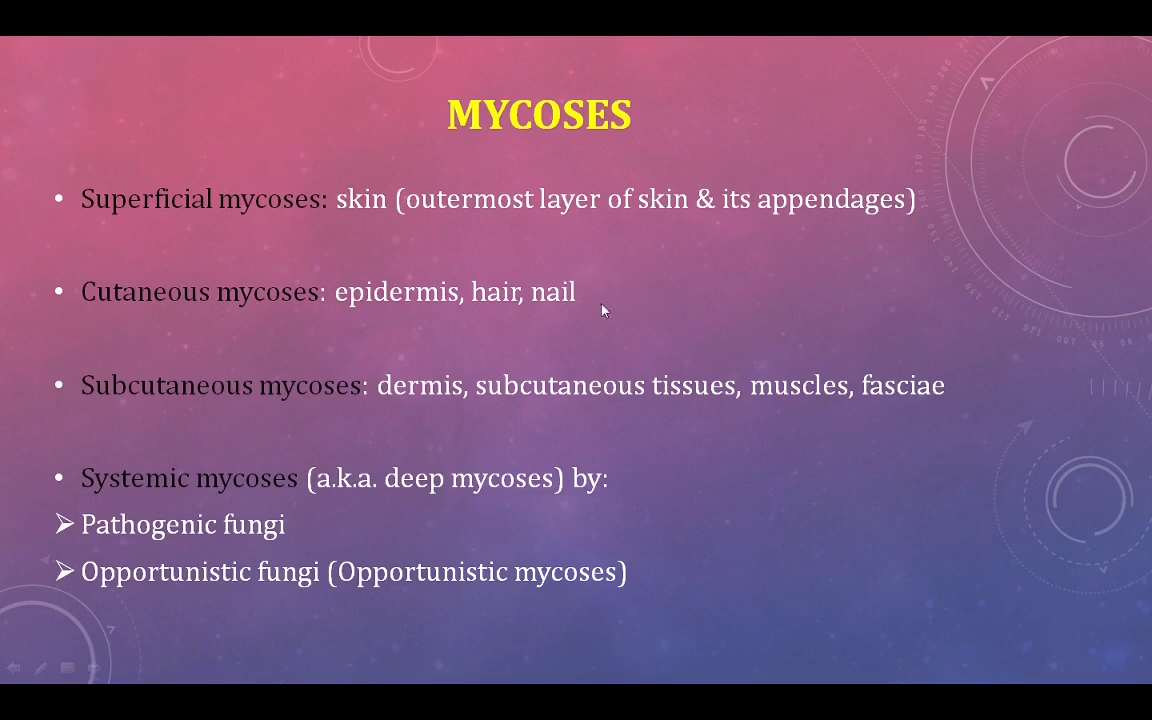 MYCOSES
• Superficial mycoses: skin (outermost layer of skin & its appendages)
• Cutaneous mycoses: epidermis, hair, nail
• Subcutaneous mycoses: dermis, subcutaneous tissues, muscles, fasciae
• Systemic mycoses (a.k.a. deep mycoses) by:
➢ Pathogenic fungi
➢ Opportunistic fungi (Opportunistic mycoses)